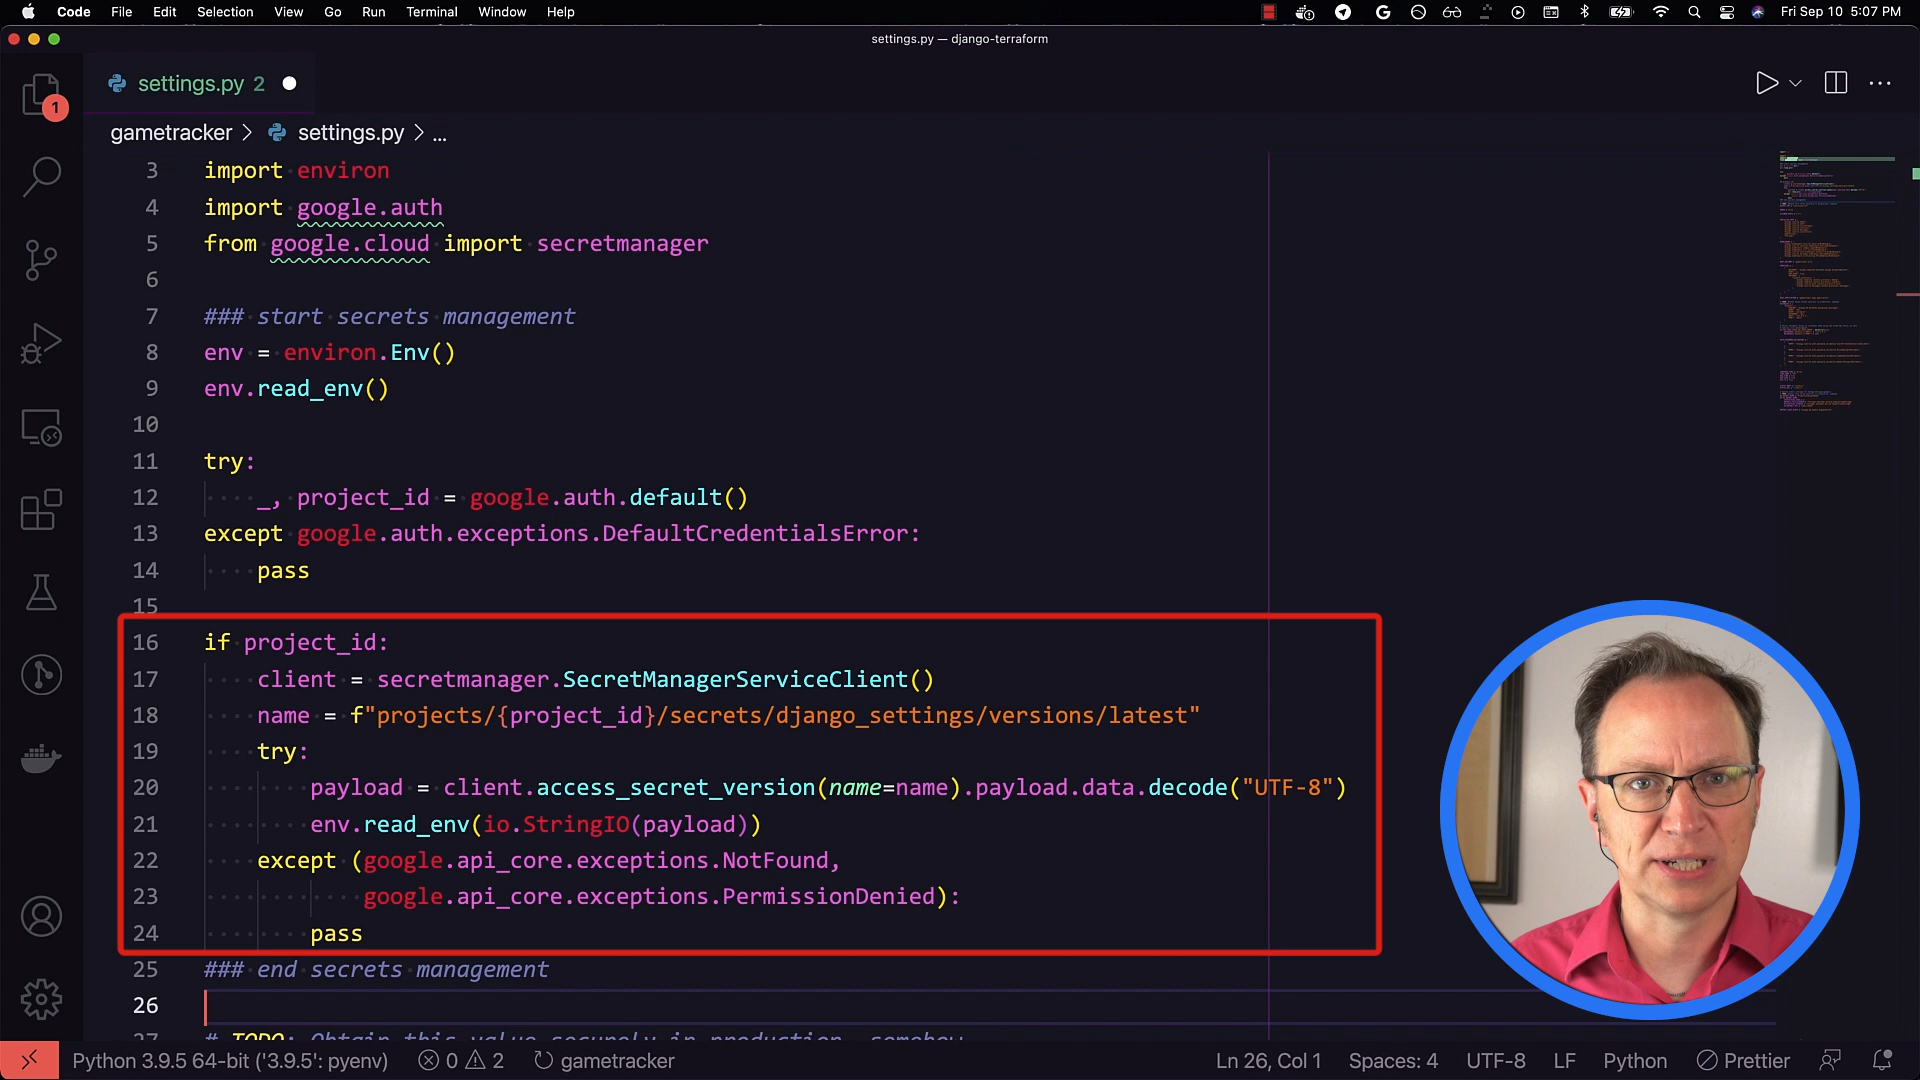 Code File Edit Selection View Go Run Terminal Window Help Fri Sep 10 5:07 PM
settings.py — django-terraform
1
settings.py 2
gametracker > settings.py > ...
3 import environ
4 import google.auth
5 from google.cloud import secretmanager
6
7 ### start secrets management
8 env = environ.Env()
9 env.read_env()
10
11 try:
12 _, project_id = google.auth.default()
13 except google.auth.exceptions.DefaultCredentialsError:
14 pass
15
16 if project_id:
17 client = secretmanager.SecretManagerServiceClient()
18 name = f"projects/{project_id}/secrets/django_settings/versions/latest"
19 try:
20 payload = client.access_secret_version(name=name).payload.data.decode("UTF-8")
21 env.read_env(io.StringIO(payload))
22 except (google.api_core.exceptions.NotFound,
23 google.api_core.exceptions.PermissionDenied):
24 pass
25 ### end secrets management
26
27 # TODO: Obtain this value securely in production, somehow
Python 3.9.5 64-bit ('3.9.5': pyenv) 0 2 gametracker Ln 26, Col 1 Spaces: 4 UTF-8 LF Python Prettier